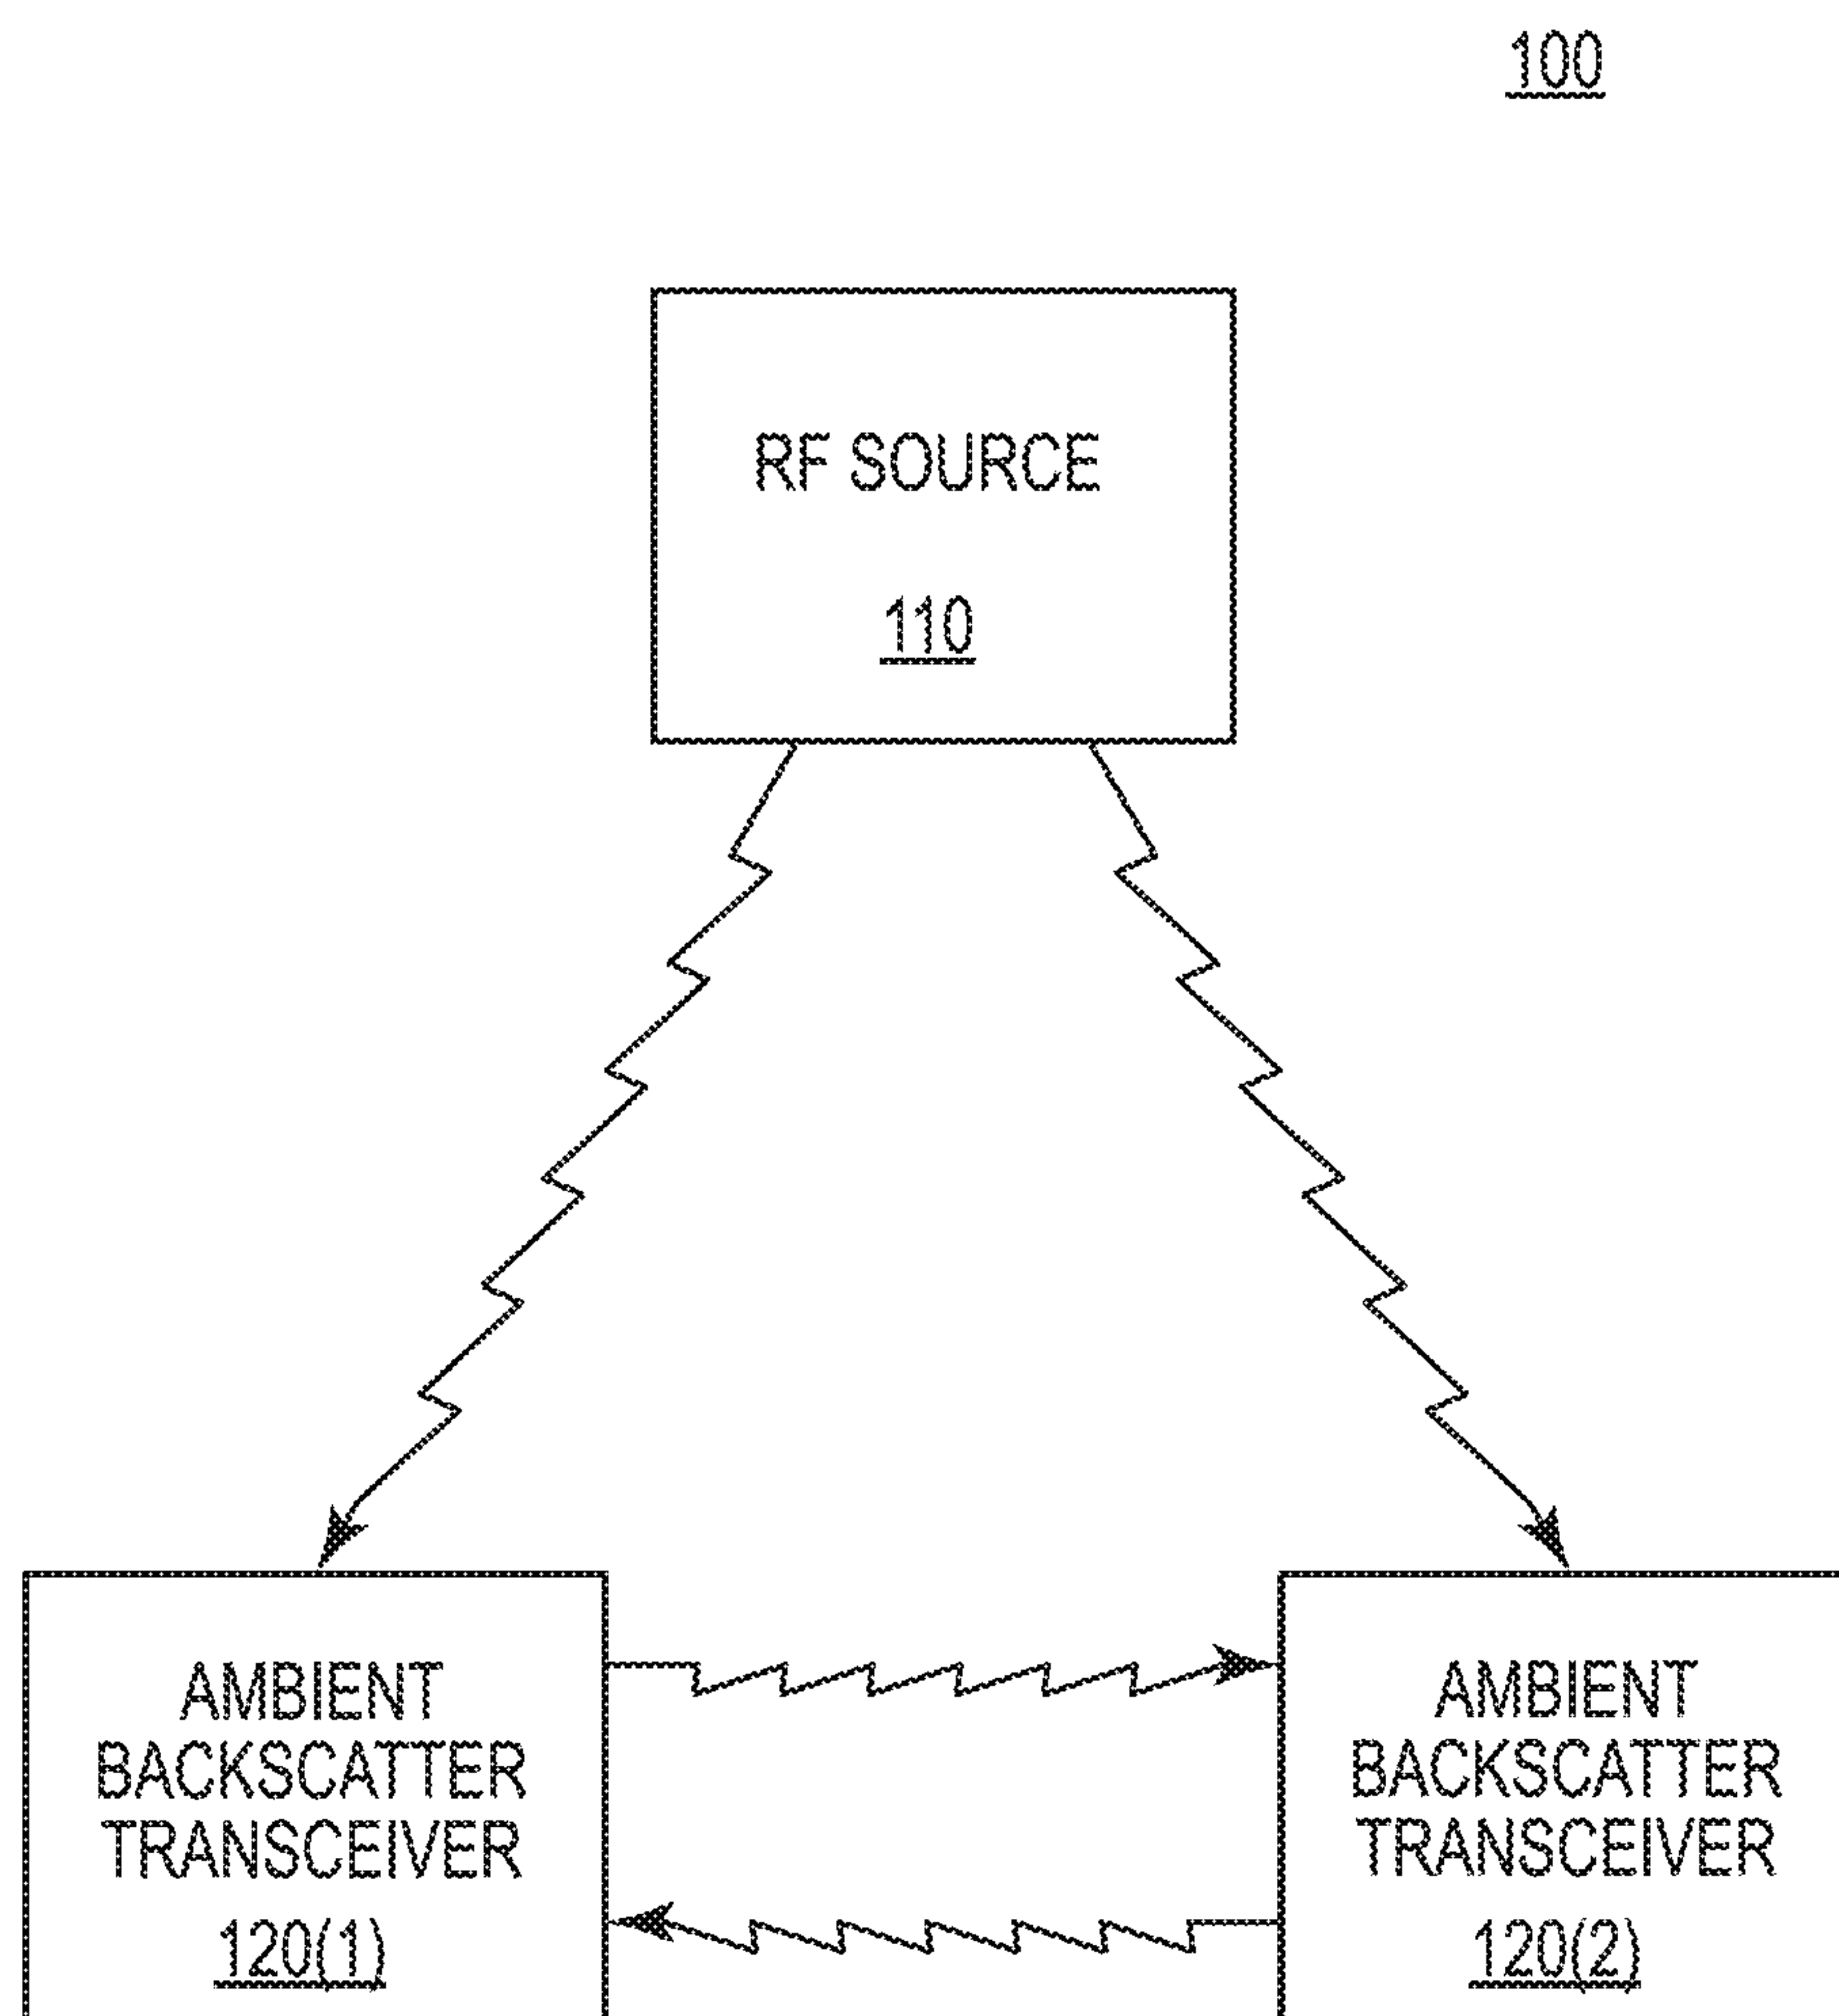 100
RF SOURCE
110
AMBIENT
BACKSCATTER
TRANSCEIVER
120(1)
AMBIENT
BACKSCATTER
TRANSCEIVER
120(2)